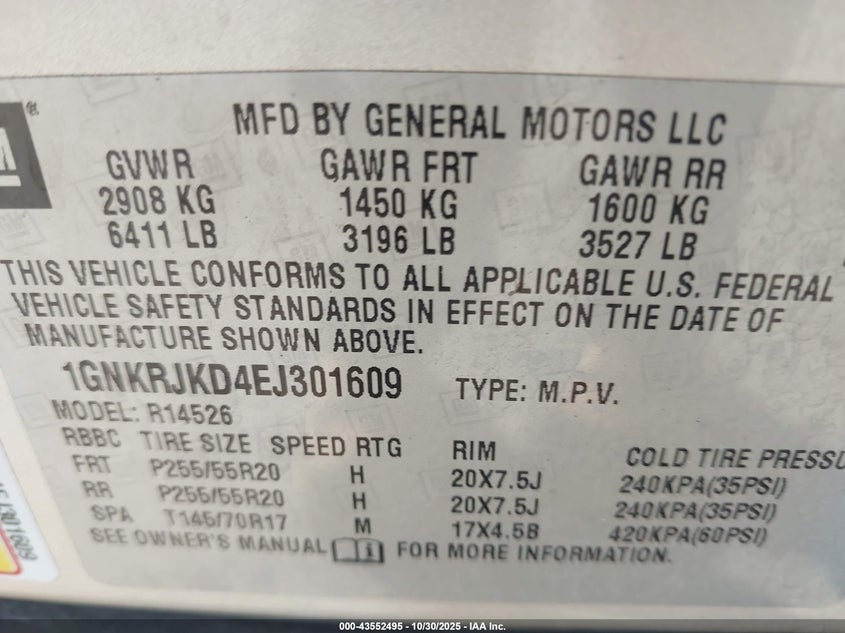 MFD BY GENERAL MOTORS LLC
GVWR GAWR FRT GAWR RR
2908 KG 1450 KG 1600 KG
6411 LB 3196 LB 3527 LB
THIS VEHICLE CONFORMS TO ALL APPLICABLE U.S. FEDERAL
VEHICLE SAFETY STANDARDS IN EFFECT ON THE DATE OF
MANUFACTURE SHOWN ABOVE.
1GNKRJKD4EJ301609 TYPE: M.P.V.
MODEL: R14526
RBBC TIRE SIZE SPEED RTG RIM COLD TIRE PRESSU
FRT P255/55R20 H 20X7.5J 240KPA(35PSI)
RR P255/55R20 H 20X7.5J 240KPA(35PSI)
SPA T145/70R17 M 17X4.5B 420KPA(60PSI)
SEE OWNER'S MANUAL FOR MORE INFORMATION.
000-43552495 - 10/30/2025 - IAA Inc.